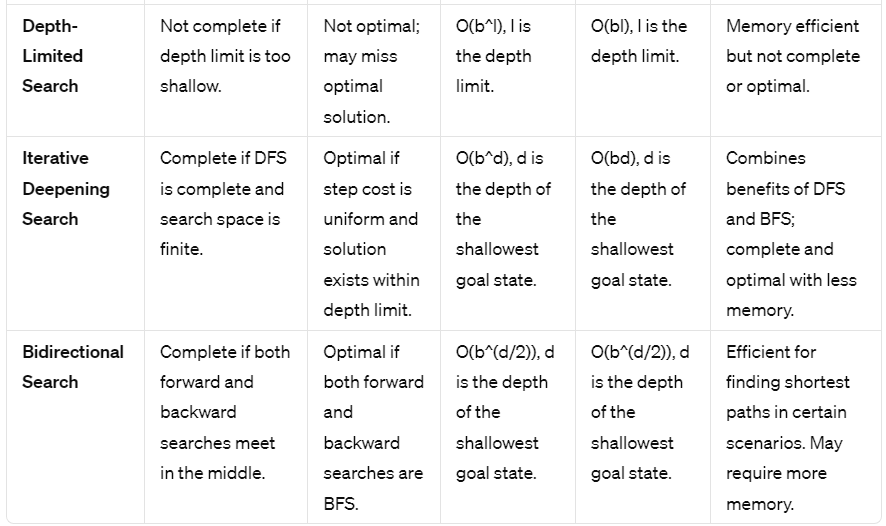 Depth-
Limited
Search
Not complete if
depth limit is too
shallow.
Not optimal;
may miss
optimal
solution.
O(b^l), l is
the depth
limit.
O(bl), l is the
depth limit.
Memory efficient
but not complete
or optimal.
Iterative
Deepening
Search
Complete if DFS
is complete and
search space is
finite.
Optimal if
step cost is
uniform and
solution
exists within
depth limit.
O(b^d), d is
the depth of
the
shallowest
goal state.
O(bd), d is
the depth of
the
shallowest
goal state.
Combines
benefits of DFS
and BFS;
complete and
optimal with less
memory.
Bidirectional
Search
Complete if both
forward and
backward
searches meet
in the middle.
Optimal if
both forward
and
backward
searches are
BFS.
O(b^(d/2)), d
is the depth
of the
shallowest
goal state.
O(b^(d/2)), d
is the depth
of the
shallowest
goal state.
Efficient for
finding shortest
paths in certain
scenarios. May
require more
memory.